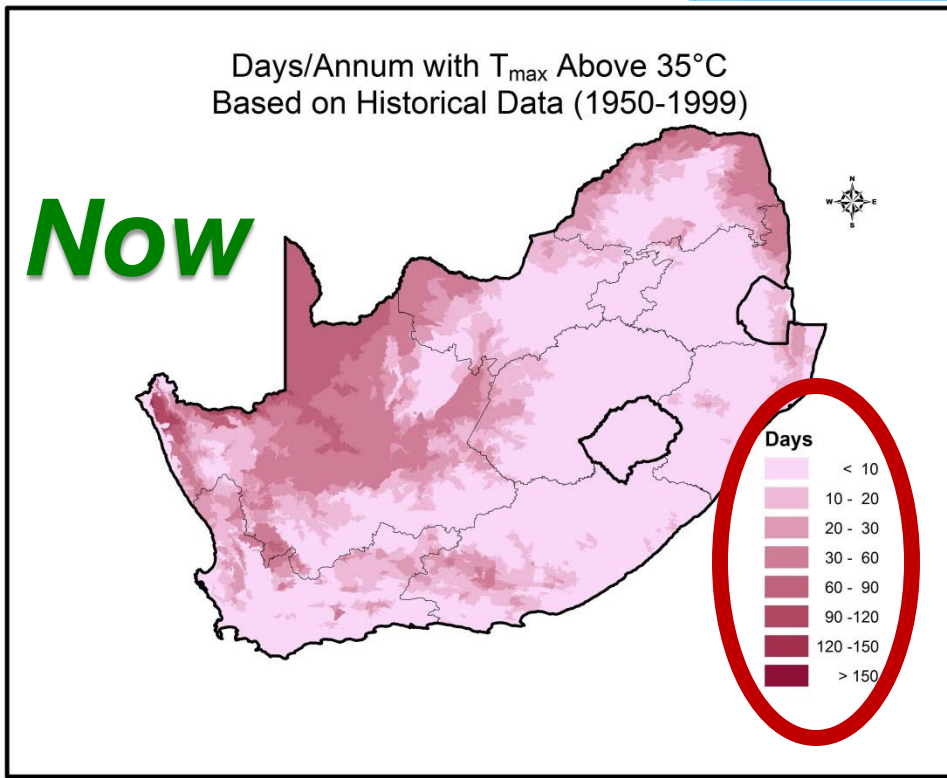 Days/Annum with Tmax Above 35°C
Based on Historical Data (1950-1999)
Now
N
W E
S
Days
< 10
10 - 20
20 - 30
30 - 60
60 - 90
90 -120
120 -150
> 150